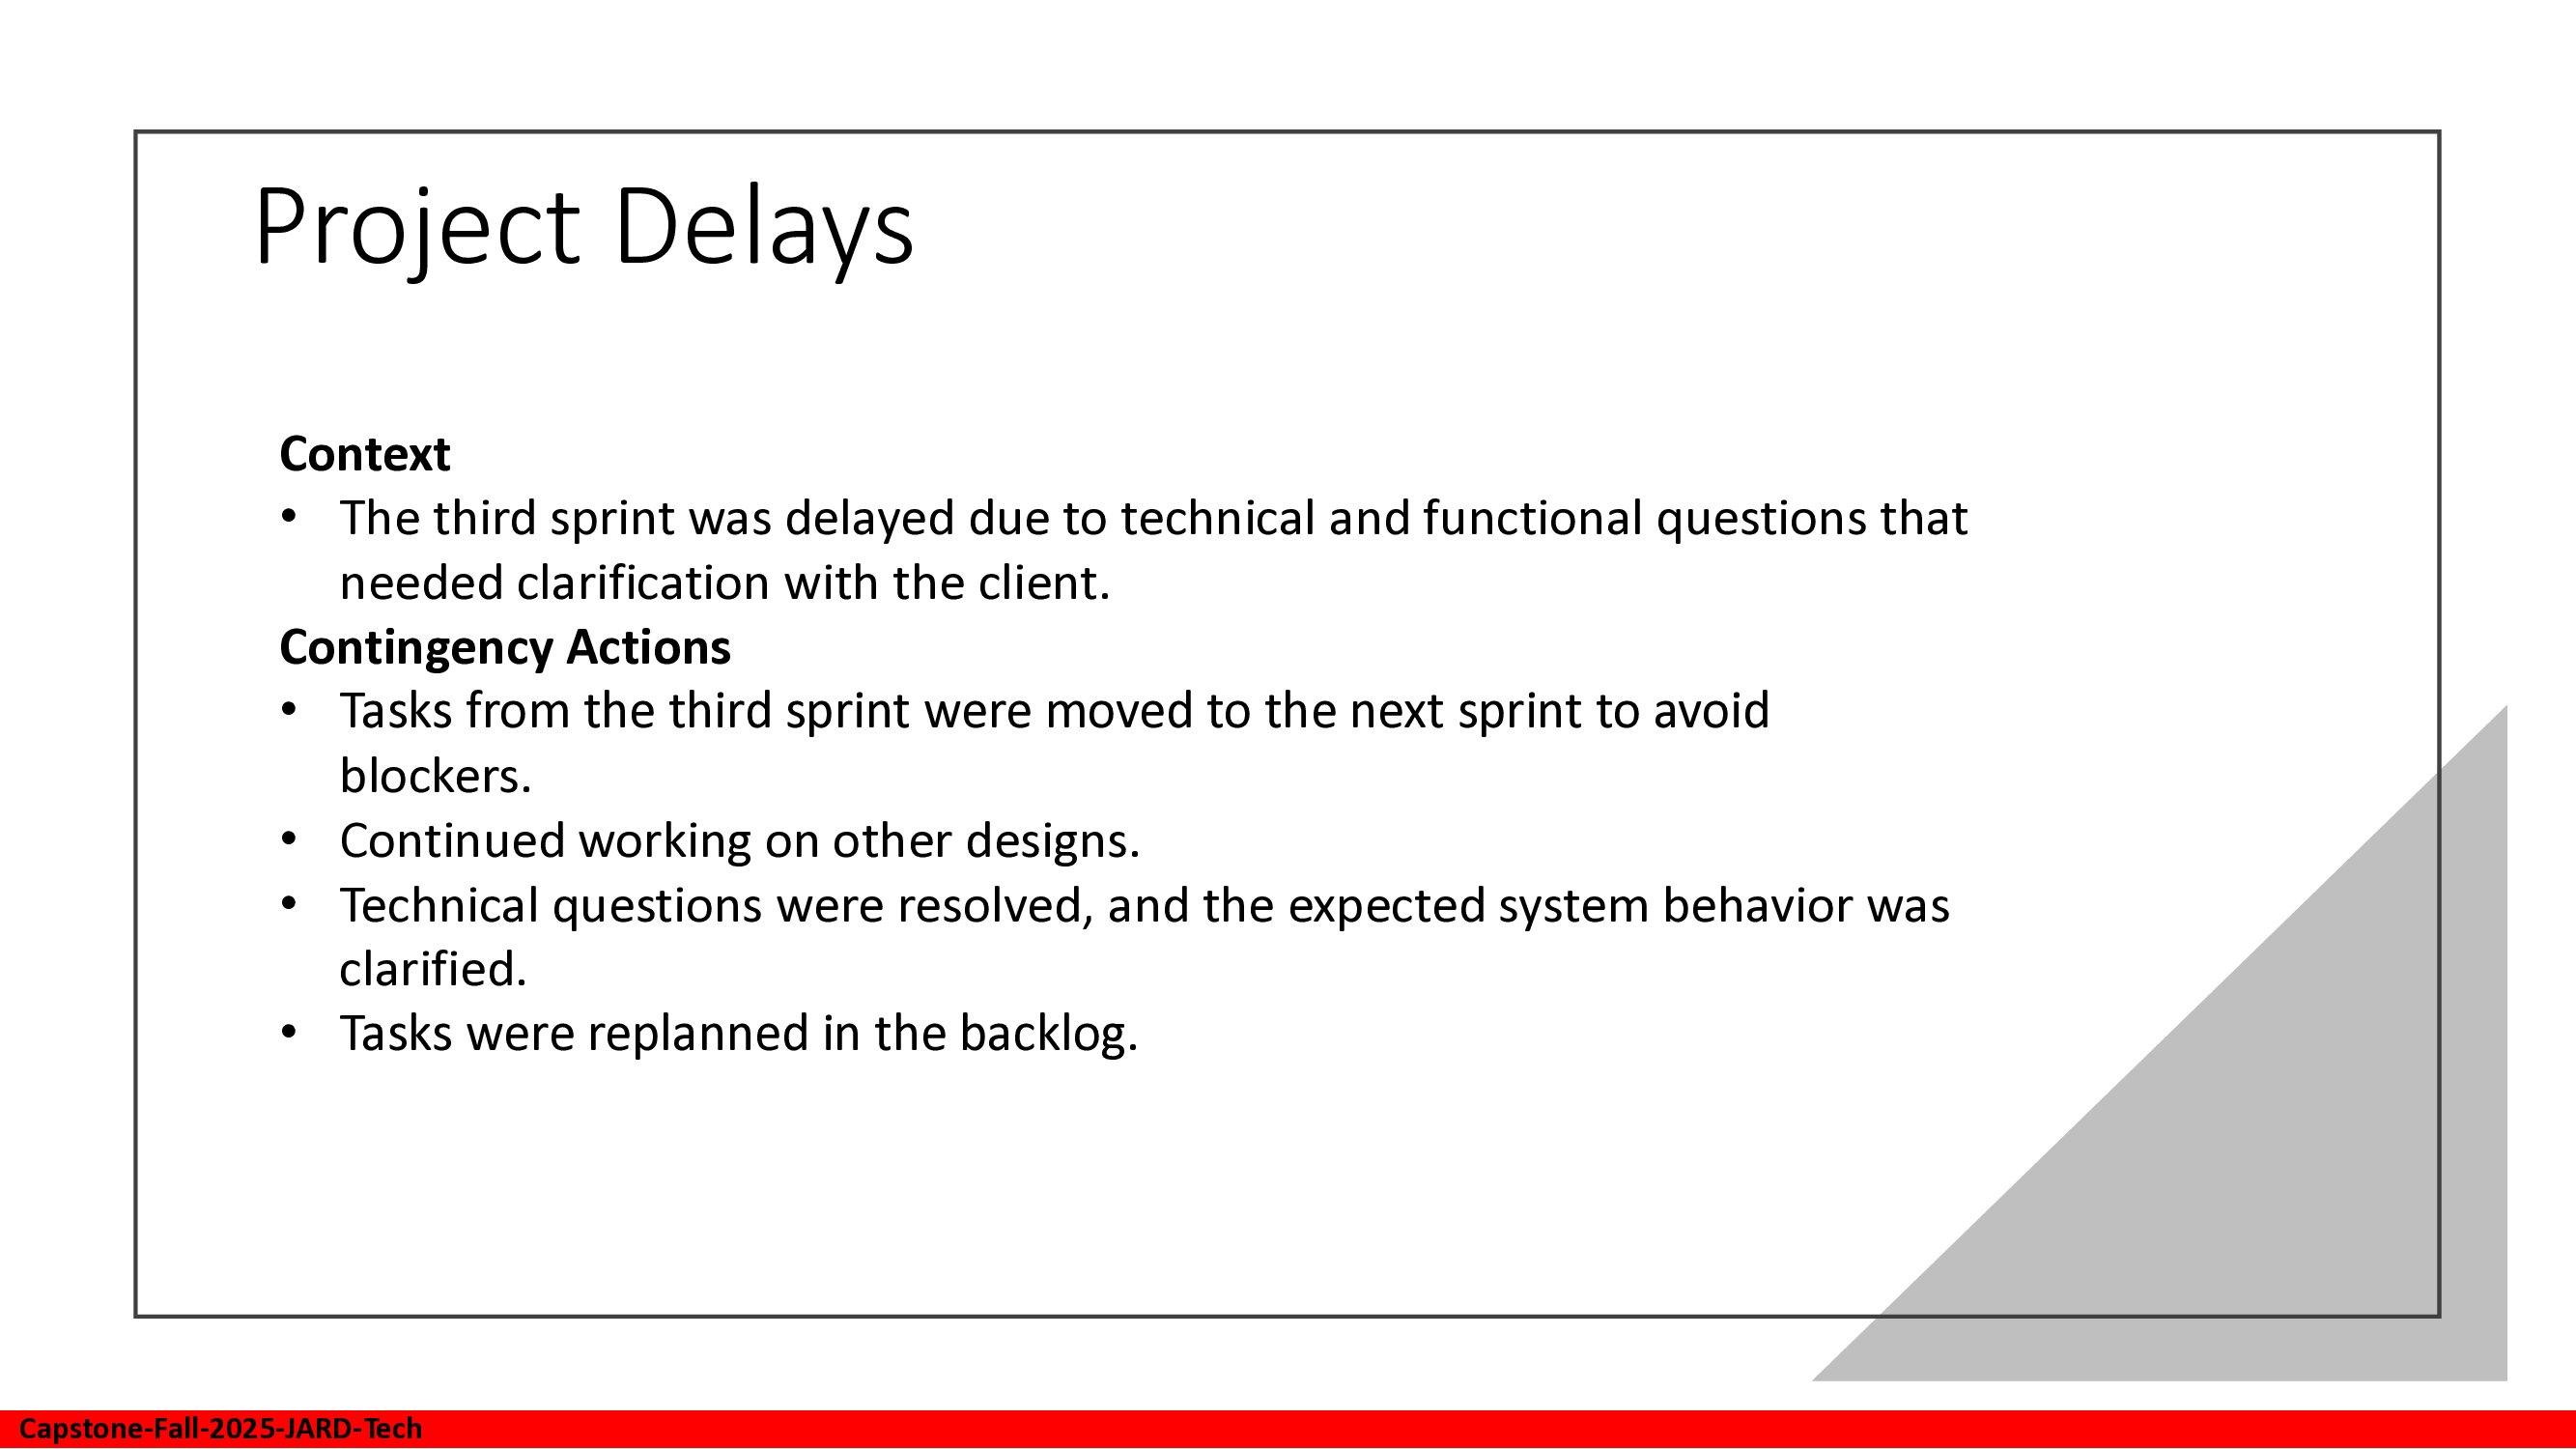 Project Delays
Context
• The third sprint was delayed due to technical and functional questions that
needed clarification with the client.
Contingency Actions
• Tasks from the third sprint were moved to the next sprint to avoid
blockers.
• Continued working on other designs.
• Technical questions were resolved, and the expected system behavior was
clarified.
• Tasks were replanned in the backlog.
Capstone-Fall-2025-JARD-Tech